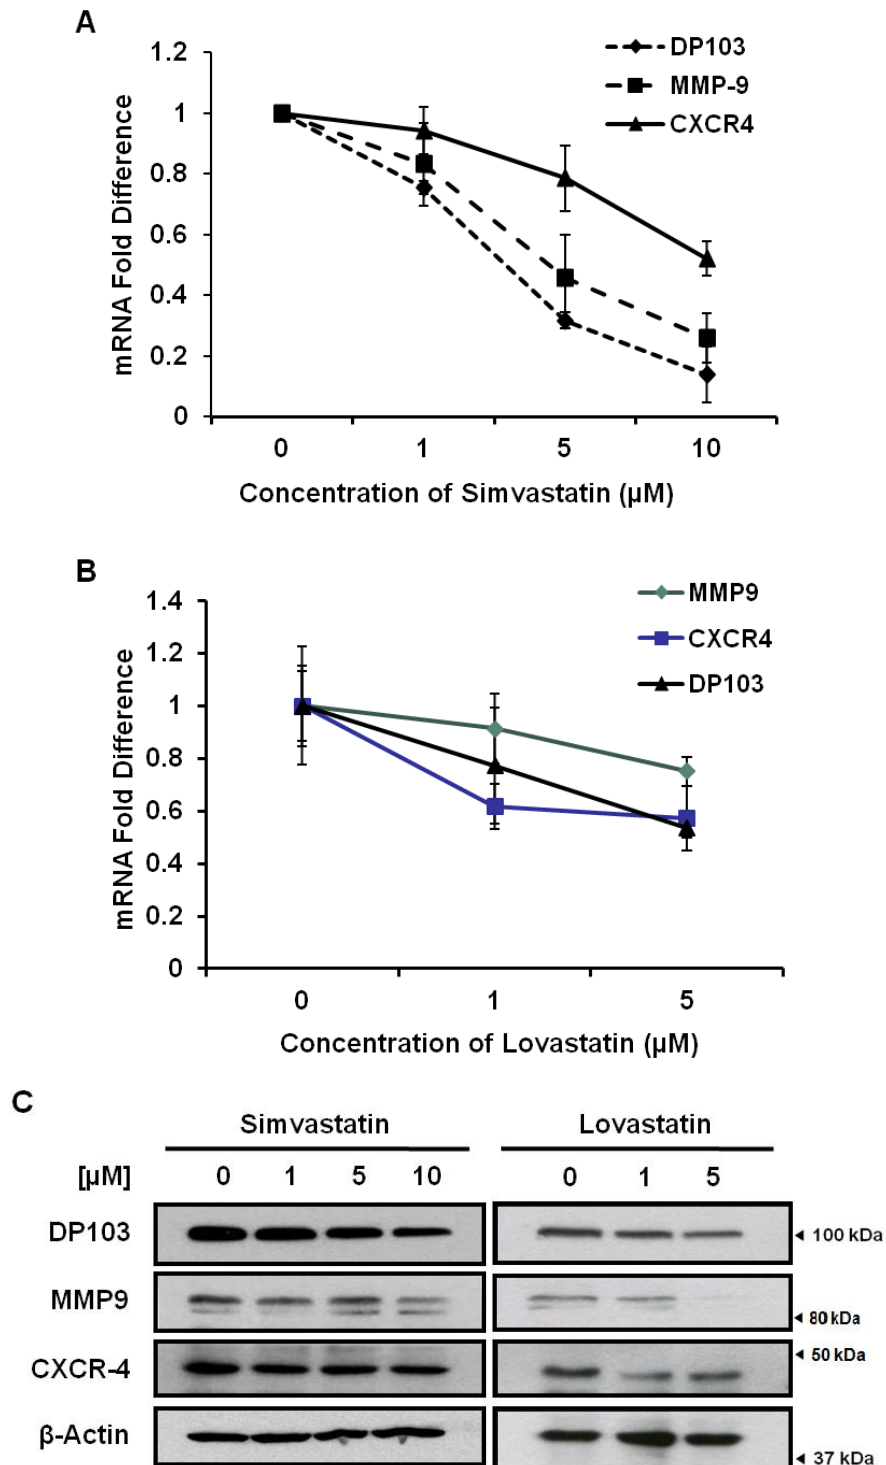 A
DP103
MMP-9
CXCR4
1.2
1
0.8
0.6
0.4
0.2
0
mRNA Fold Difference
0 1 5 10
Concentration of Simvastatin (µM)
B
MMP9
CXCR4
DP103
1.4
1.2
1
0.8
0.6
0.4
0.2
0
mRNA Fold Difference
0 1 5
Concentration of Lovastatin (µM)
C
Simvastatin Lovastatin
[µM] 0 1 5 10 0 1 5
DP103 100 kDa
MMP9 80 kDa
CXCR-4 50 kDa
β-Actin 37 kDa